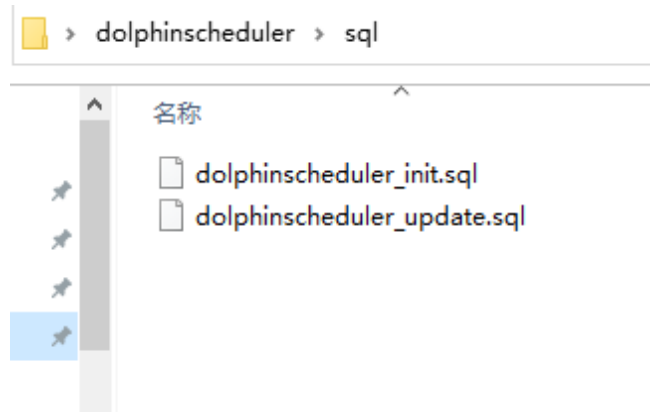 dolphinscheduler > sql
名称
dolphinscheduler_init.sql
dolphinscheduler_update.sql